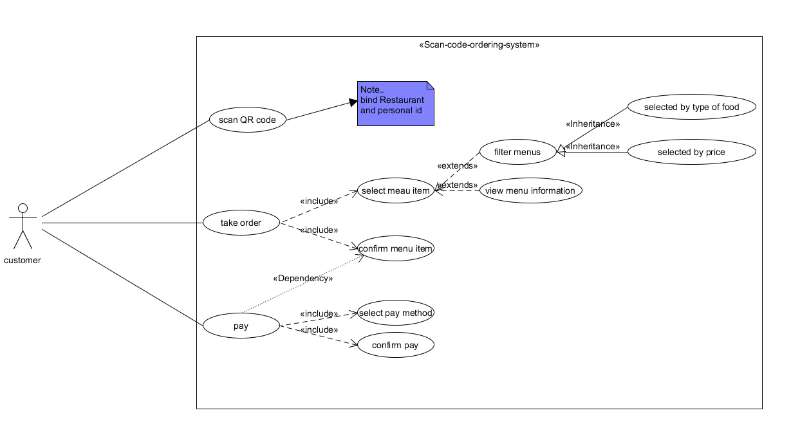 «Scan-code-ordering-system»
Note..
bind Restaurant
and personal id
scan QR code
selected by type of food
«Inheritance»
«Inheritance»
filter menus
selected by price
«extends»
«extends»
select meau item
view menu information
«include»
take order
«include»
confirm menu item
customer
«Dependency»
«include»
select pay method
pay
«include»
confirm pay